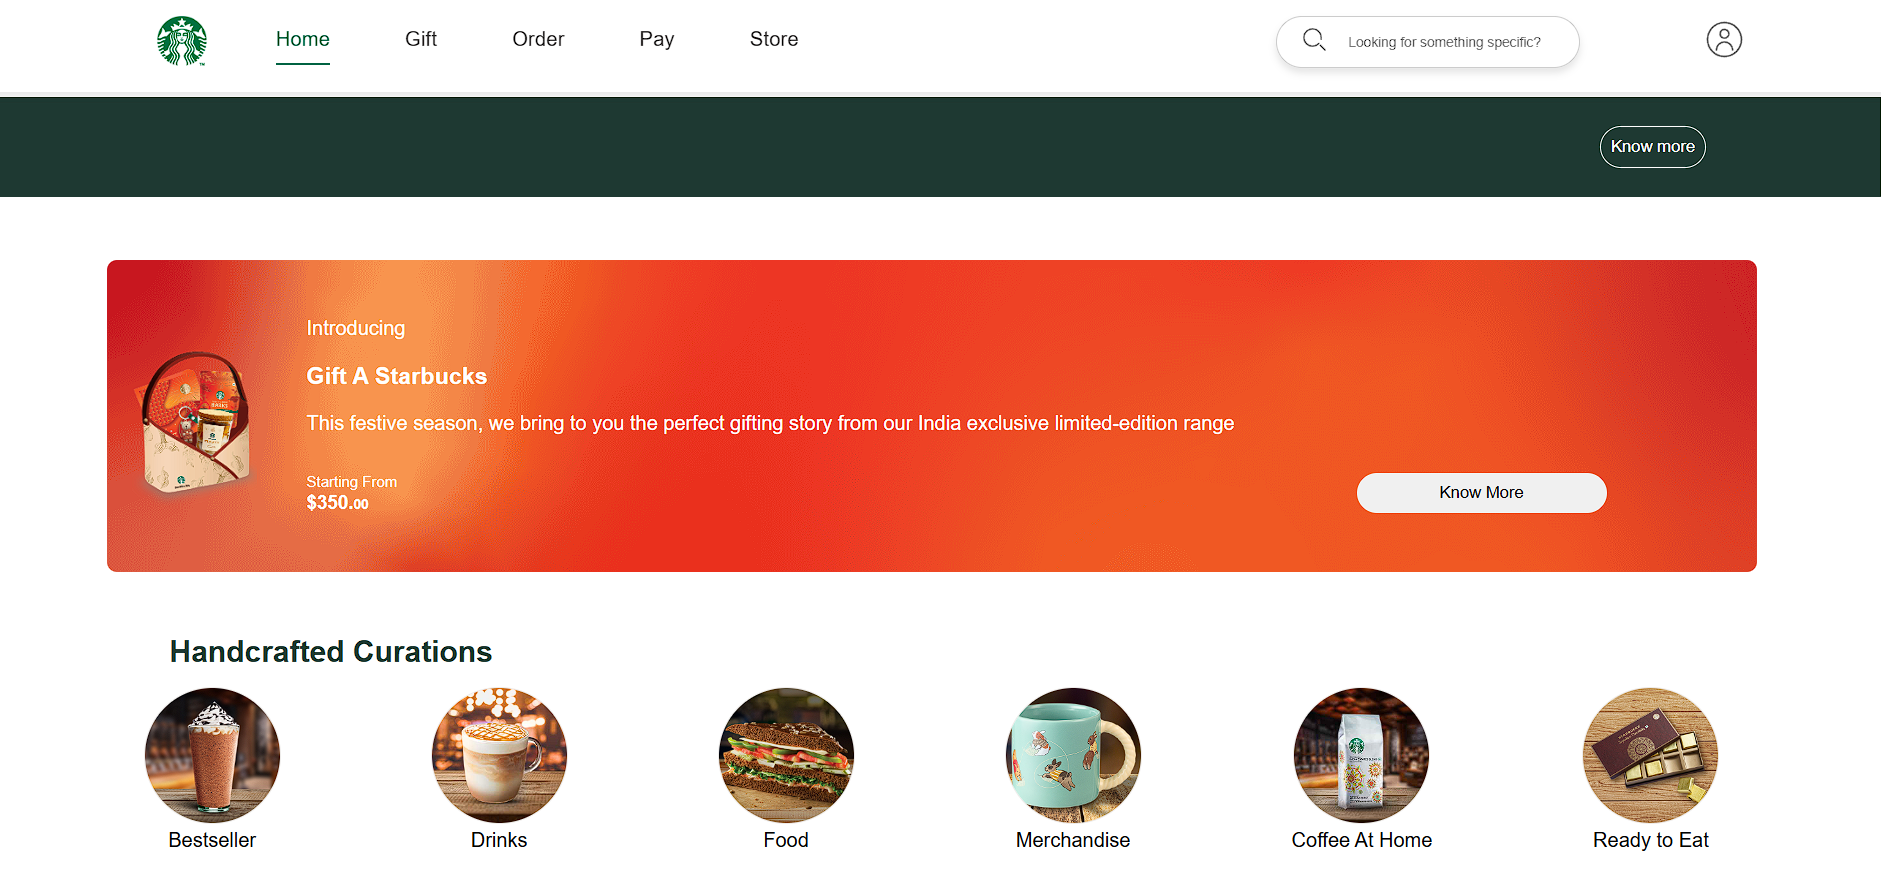 Home Gift Order Pay Store Looking for something specific?
Know more
Introducing
Gift A Starbucks
This festive season, we bring to you the perfect gifting story from our India exclusive limited-edition range
Starting From
$350.00
Know More
Handcrafted Curations
Bestseller Drinks Food Merchandise Coffee At Home Ready to Eat